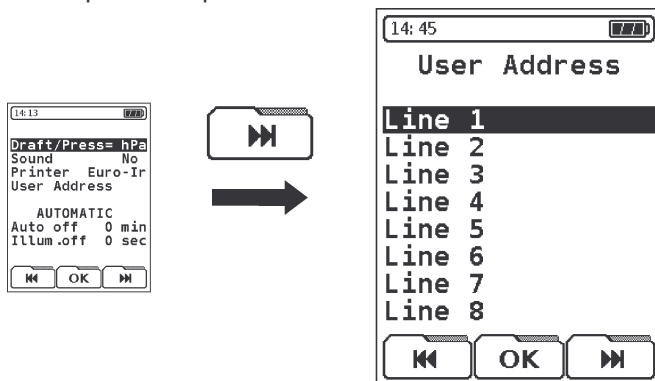 14:13
Draft/Press= hPa
Sound No
Printer Euro-Ir
User Address
AUTOMATIC
Auto off 0 min
Illum.off 0 sec
OK
14:45
User Address
Line 1
Line 2
Line 3
Line 4
Line 5
Line 6
Line 7
Line 8
OK